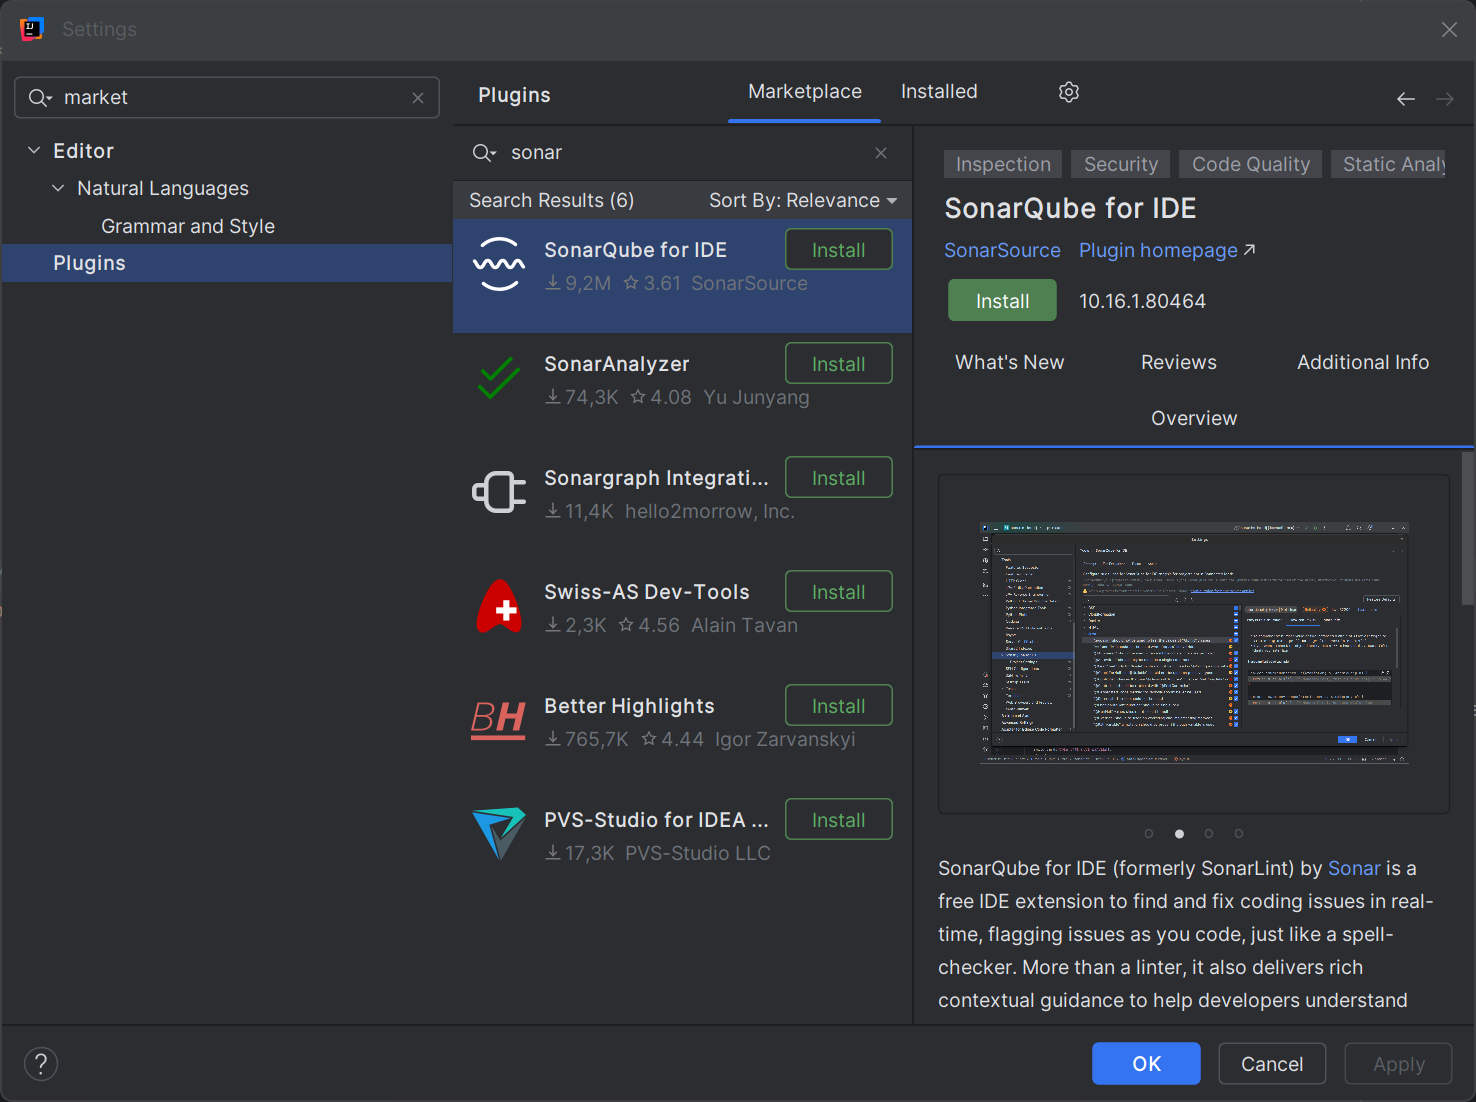 Settings
market
Editor
Natural Languages
Grammar and Style
Plugins
Plugins
Marketplace
Installed
sonar
Search Results (6)
Sort By: Relevance
SonarQube for IDE
Install
9,2M
3.61
SonarSource
SonarAnalyzer
Install
74,3K
4.08
Yu Junyang
Sonargraph Integrati...
Install
11,4K
hello2morrow, Inc.
Swiss-AS Dev-Tools
Install
2,3K
4.56
Alain Tavan
BH
Better Highlights
Install
765,7K
4.44
Igor Zarvanskyi
PVS-Studio for IDEA ...
Install
17,3K
PVS-Studio LLC
Inspection
Security
Code Quality
Static Analy
SonarQube for IDE
SonarSource
Plugin homepage
Install
10.16.1.80464
What's New
Reviews
Additional Info
Overview
SonarQube for IDE (formerly SonarLint) by Sonar is a
free IDE extension to find and fix coding issues in real-
time, flagging issues as you code, just like a spell-
checker. More than a linter, it also delivers rich
contextual guidance to help developers understand
?
OK
Cancel
Apply